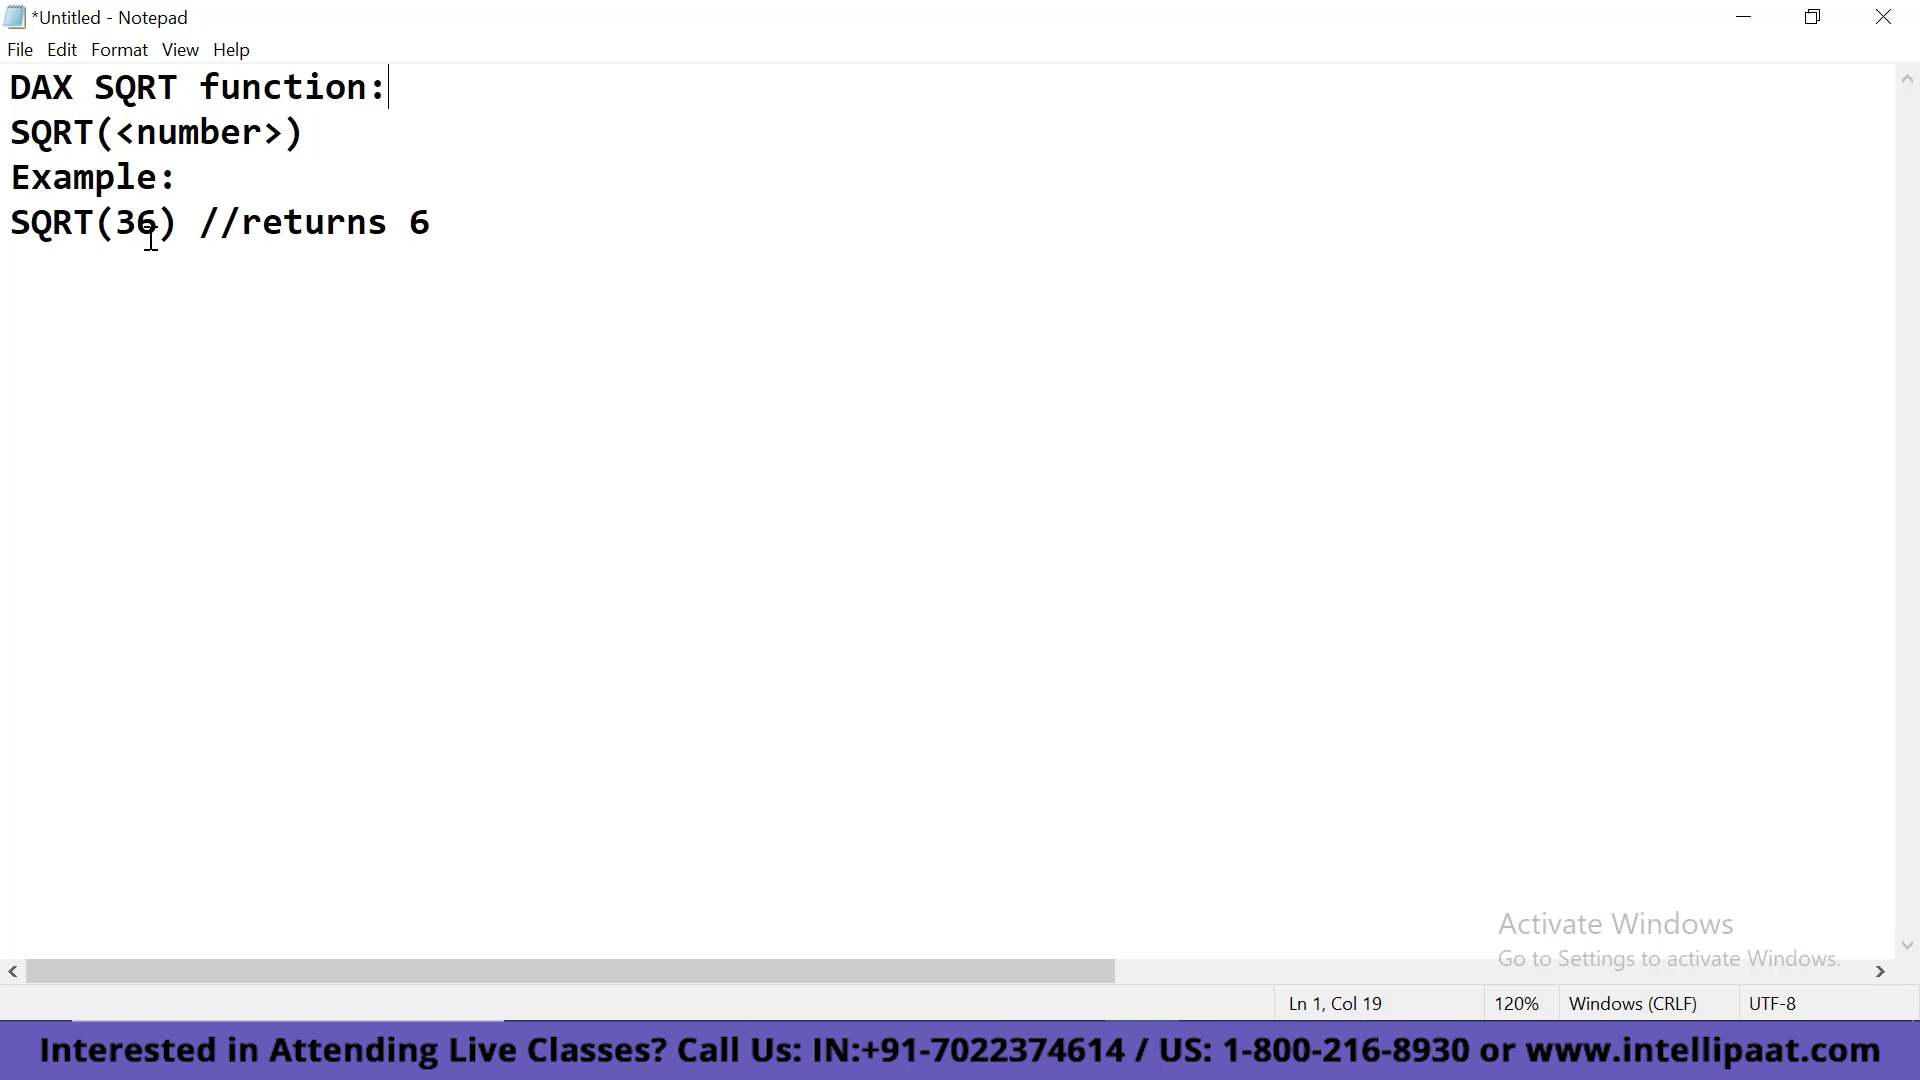 *Untitled - Notepad
File Edit Format View Help
DAX SQRT function:
SQRT(<number>)
Example:
SQRT(36) //returns 6
Activate Windows
Go to Settings to activate Windows.
Ln 1, Col 19 120% Windows (CRLF) UTF-8
Interested in Attending Live Classes? Call Us: IN:+91-7022374614 / US: 1-800-216-8930 or www.intellipaat.com